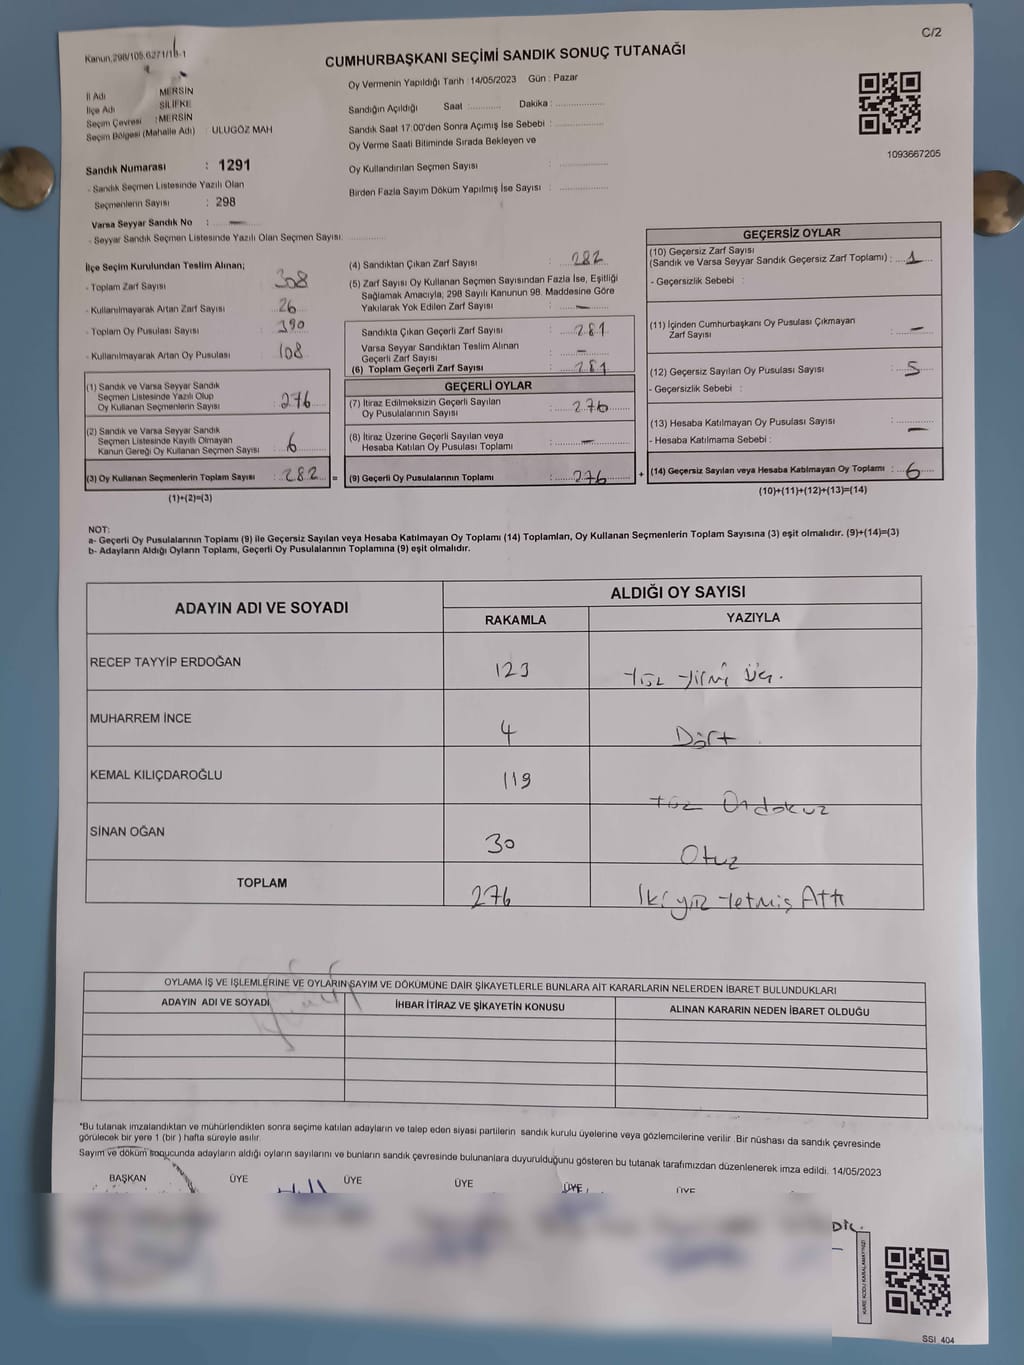 C/2
Kanun,298/105.6271/18-1
CUMHURBAŞKANI SEÇİMİ SANDIK SONUÇ TUTANAĞI
Oy Vermenin Yapıldığı Tarih :14/05/2023 Gün : Pazar
İl Adı MERSİN
İlçe Adı SİLİFKE
Seçim Çevresi :MERSİN
Seçim Bölgesi (Mahalle Adı) : ULUGÖZ MAH
Sandığın Açıldığı Saat :........... Dakika :................
Sandık Saat 17:00'den Sonra Açımış İse Sebebi :................
Oy Verme Saati Bitiminde Sırada Bekleyen ve
Oy Kullandırılan Seçmen Sayısı :................
Birden Fazla Sayım Döküm Yapılmış İse Sayısı :................
1093667205
Sandık Numarası : 1291
- Sandık Seçmen Listesinde Yazılı Olan
Seçmenlerin Sayısı : 298
Varsa Seyyar Sandık No : —
- Seyyar Sandık Seçmen Listesinde Yazılı Olan Seçmen Sayısı: ............
İlçe Seçim Kurulundan Teslim Alınan;
- Toplam Zarf Sayısı : 308
- Kullanılmayarak Artan Zarf Sayısı : 26
- Toplam Oy Pusulası Sayısı : 390
- Kullanılmayarak Artan Oy Pusulası : 108
(1) Sandık ve Varsa Seyyar Sandık
Seçmen Listesinde Yazılı Olup
Oy Kullanan Seçmenlerin Sayısı : 276
(2) Sandık ve Varsa Seyyar Sandık
Seçmen Listesinde Kayıtlı Olmayan
Kanun Gereği Oy Kullanan Seçmen Sayısı : 6
(3) Oy Kullanan Seçmenlerin Toplam Sayısı : 282 =
(1)+(2)=(3)
(4) Sandıktan Çıkan Zarf Sayısı : 282
(5) Zarf Sayısı Oy Kullanan Seçmen Sayısından Fazla İse, Eşitliği
Sağlamak Amacıyla; 298 Sayılı Kanunun 98. Maddesine Göre
Yakılarak Yok Edilen Zarf Sayısı : —
Sandıkta Çıkan Geçerli Zarf Sayısı : 281
Varsa Seyyar Sandıktan Teslim Alınan
Geçerli Zarf Sayısı : —
(6) Toplam Geçerli Zarf Sayısı : 281
GEÇERLİ OYLAR
(7) İtiraz Edilmeksizin Geçerli Sayılan
Oy Pusulalarının Sayısı : 276
(8) İtiraz Üzerine Geçerli Sayılan veya
Hesaba Katılan Oy Pusulası Toplamı : —
(9) Geçerli Oy Pusulalarının Toplamı : 276 +
GEÇERSİZ OYLAR
(10) Geçersiz Zarf Sayısı
(Sandık ve Varsa Seyyar Sandık Geçersiz Zarf Toplamı) : 1
- Geçersizlik Sebebi :
(11) İçinden Cumhurbaşkanı Oy Pusulası Çıkmayan
Zarf Sayısı : —
(12) Geçersiz Sayılan Oy Pusulası Sayısı : 5
- Geçersizlik Sebebi :
(13) Hesaba Katılmayan Oy Sayısı : —
- Hesaba Katılmama Sebebi :
(14) Geçersiz Sayılan veya Hesaba Katılmayan Oy Toplamı : 6
(10)+(11)+(12)+(13)=(14)
NOT:
a- Geçerli Oy Pusulalarının Toplamı (9) ile Geçersiz Sayılan veya Hesaba Katılmayan Oy Toplamı (14) Toplamları, Oy Kullanan Seçmenlerin Toplam Sayısına (3) eşit olmalıdır. (9)+(14)=(3)
b- Adayların Aldığı Oyların Toplamı, Geçerli Oy Pusulalarının Toplamına (9) eşit olmalıdır.
ADAYIN ADI VE SOYADI
ALDIĞI OY SAYISI
RAKAMLA YAZIYLA
RECEP TAYYİP ERDOĞAN 123 Yüz Yirmi Üç.
MUHARREM İNCE 4 Dört
KEMAL KILIÇDAROĞLU 119 Yüz Ondokuz
SİNAN OĞAN 30 Otuz
TOPLAM 276 İki yüz Yetmiş Altı
OYLAMA İŞ VE İŞLEMLERİNE VE OYLARIN SAYIM VE DÖKÜMÜNE DAİR ŞİKAYETLERLE BUNLARA AİT KARARLARIN NELERDEN İBARET BULUNDUKLARI
ADAYIN ADI VE SOYADI İHBAR İTİRAZ VE ŞİKAYETİN KONUSU ALINAN KARARIN NEDEN İBARET OLDUĞU
*Bu tutanak imzalandıktan ve mühürlendikten sonra seçime katılan adayların ve talep eden siyasi partilerin sandık kurulu üyelerine veya gözlemcilerine verilir. Bir nüshası da sandık çevresinde
görülecek bir yere 1 (bir) hafta süreyle asılır.
Sayım ve döküm sonucunda adayların aldığı oyların sayılarını ve bunların sandık çevresinde bulunanlara duyurulduğunu gösteren bu tutanak tarafımızdan düzenlenerek imza edildi. 14/05/2023
BAŞKAN ÜYE ÜYE ÜYE ÜYE ÜYE
KARE KODU KARALAMAYINIZ!
SSİ 404